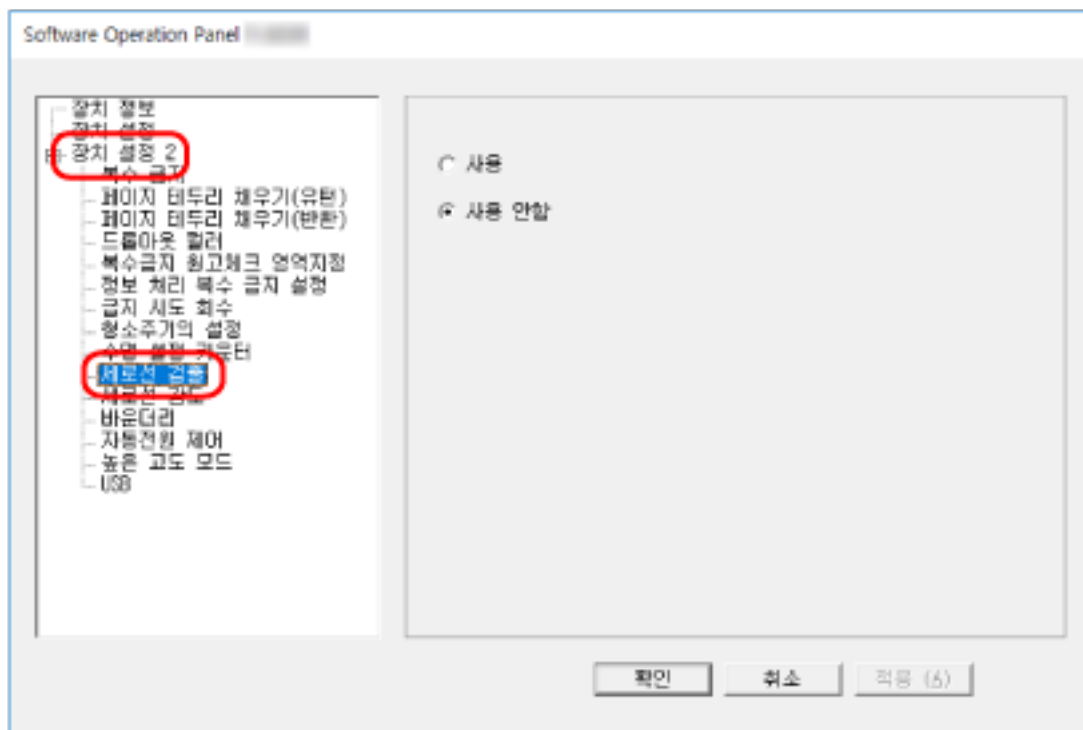 Software Operation Panel
장치 정보
장치 설정
장치 설정 2
복수 급지
페이지 테두리 채우기(유턴)
페이지 테두리 채우기(반환)
드롭아웃 컬러
복수급지 원고체크 영역지정
정보 처리 복수 급지 설정
급지 시도 회수
청소주기의 설정
수명 설정 카운터
세로선 검출
세로선 감도
바운더리
자동전원 제어
높은 고도 모드
USB
사용
사용 안함
확인
취소
적용 (A)